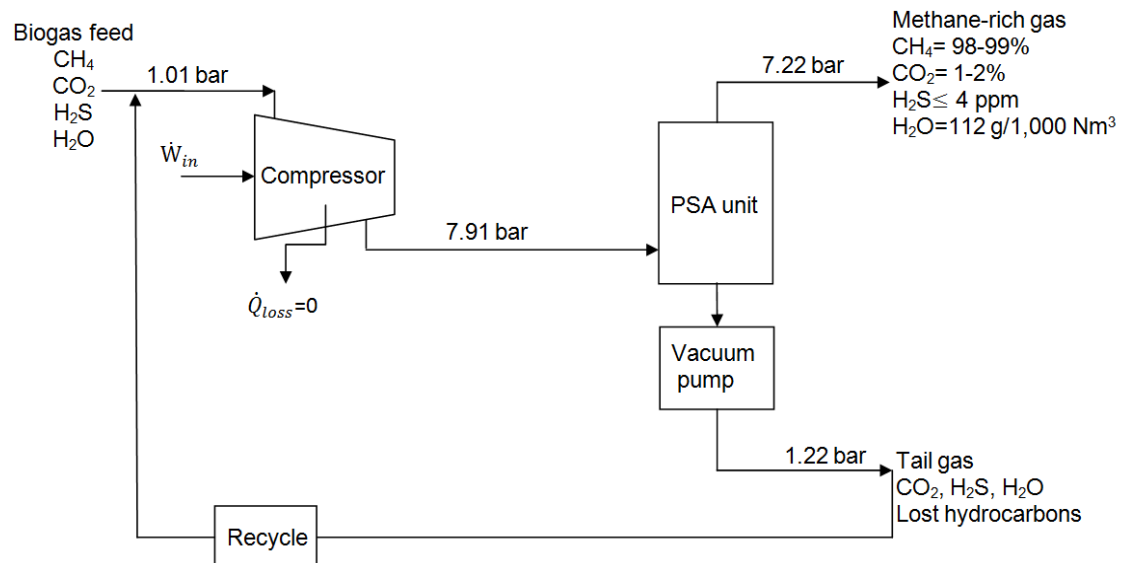 Biogas feed
CH₄
CO₂
H₂S
H₂O
1.01 bar
Ẇ𝑖𝑛
Compressor
Q̇𝑙𝑜𝑠𝑠=0
7.91 bar
PSA unit
7.22 bar
Methane-rich gas
CH₄= 98-99%
CO₂= 1-2%
H₂S≤ 4 ppm
H₂O=112 g/1,000 Nm³
Vacuum
pump
1.22 bar
Tail gas
CO₂, H₂S, H₂O
Lost hydrocarbons
Recycle